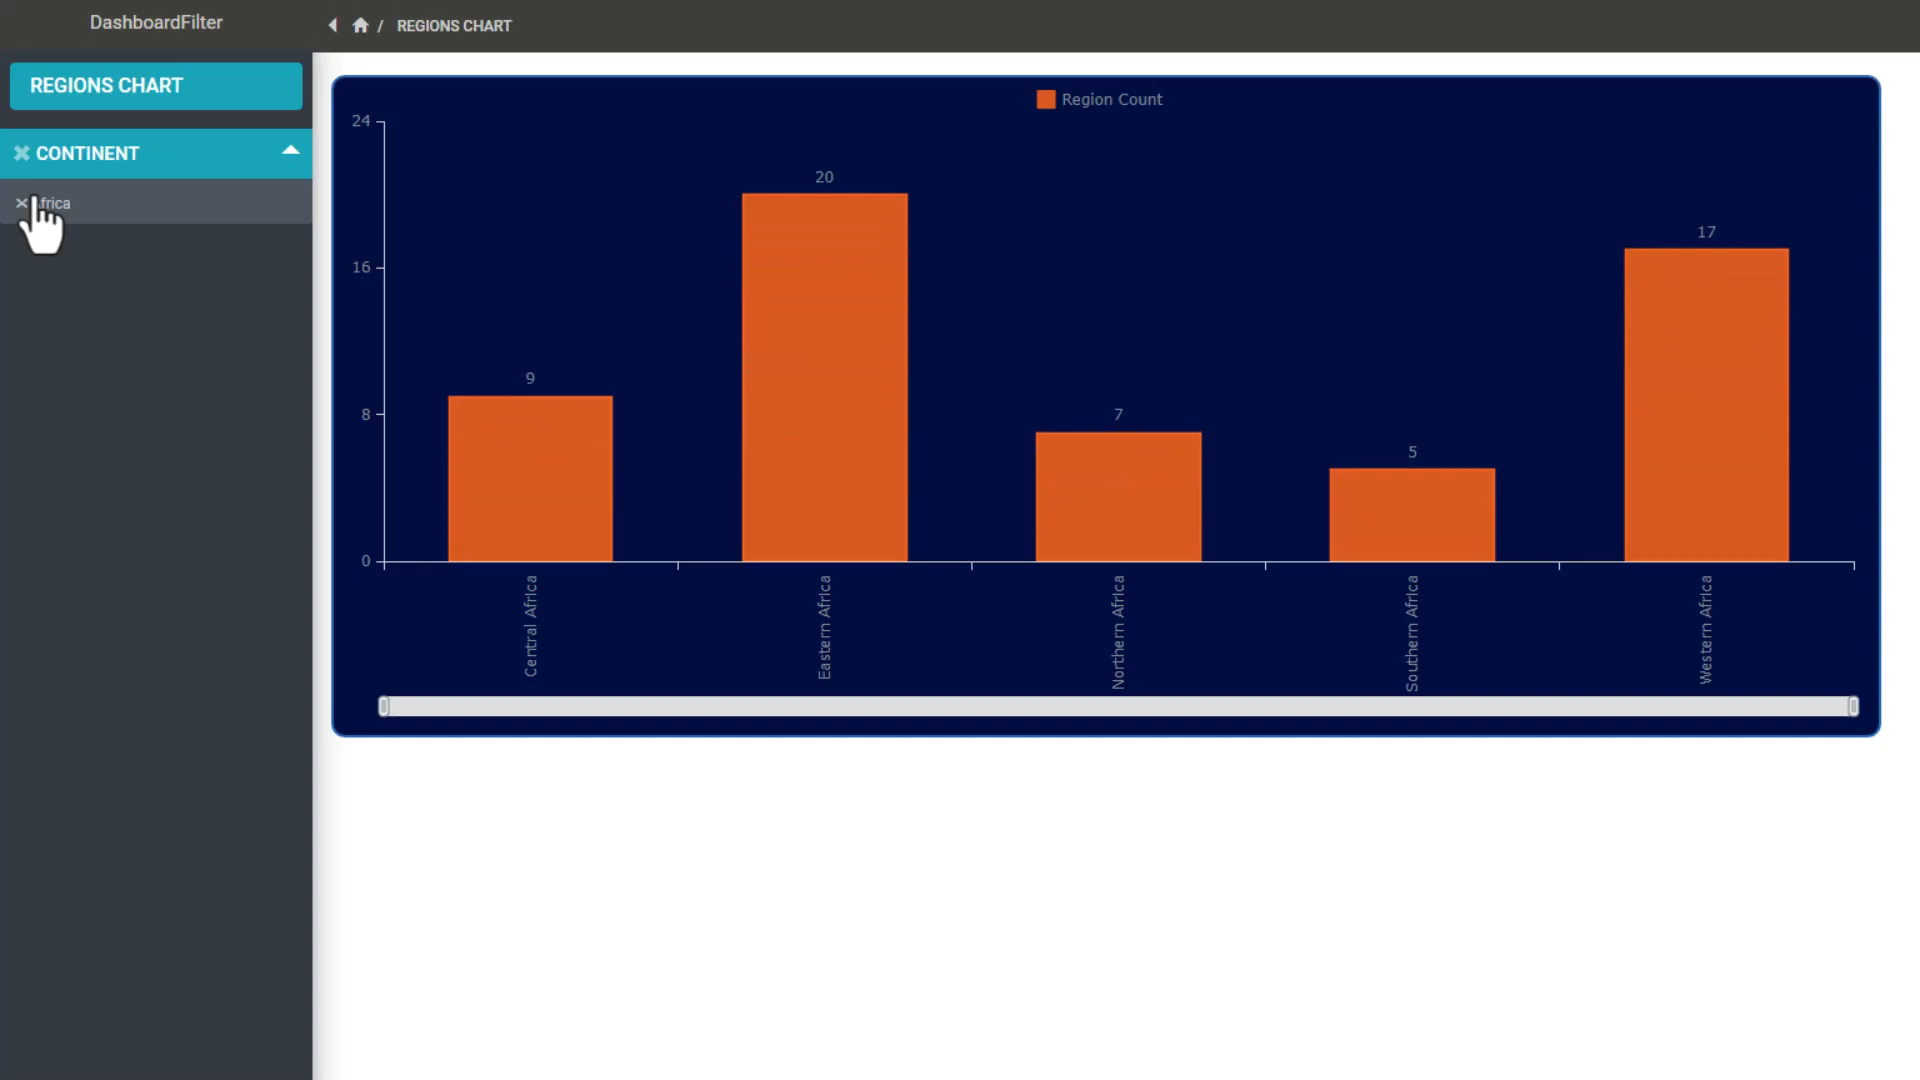 DashboardFilter
/ REGIONS CHART
REGIONS CHART
CONTINENT
Region Count
24
16
8
0
9
20
7
5
17
Central Africa
Eastern Africa
Northern Africa
Southern Africa
Western Africa